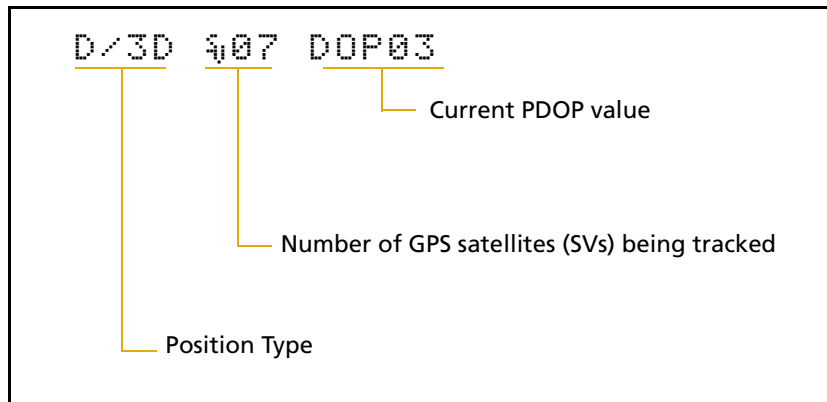 D/3D 07 DOP03
Current PDOP value
Number of GPS satellites (SVs) being tracked
Position Type